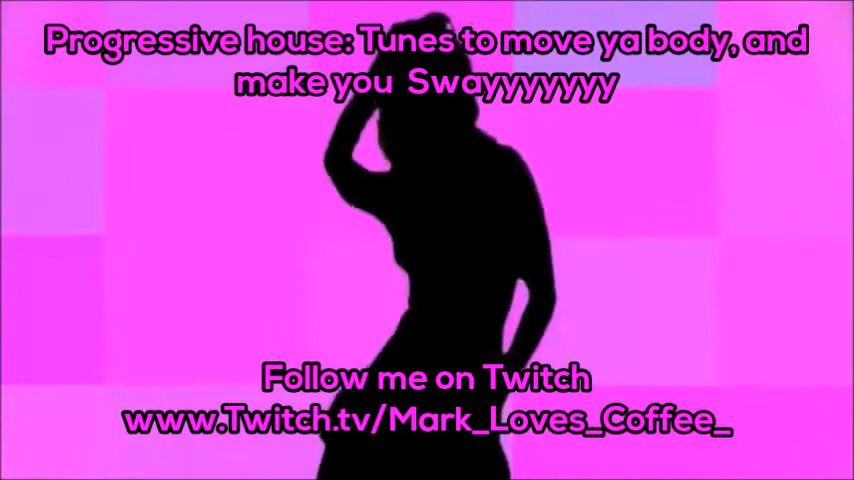 Progressive house: Tunes to move ya body, and
make you Swayyyyyyy
Follow me on Twitch
www.Twitch.tv/Mark_Loves_Coffee_